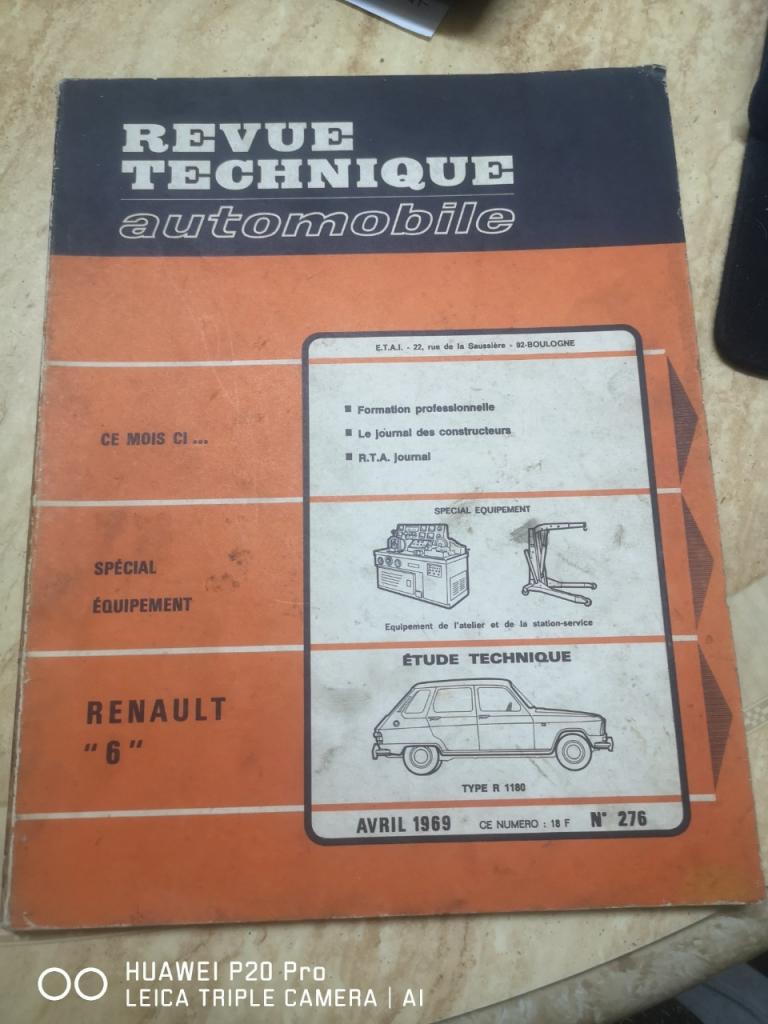 REVUE
TECHNIQUE
automobile
E.T.A.I. - 22, rue de la Saussière - 92-BOULOGNE
CE MOIS CI...
■ Formation professionnelle
■ Le journal des constructeurs
■ R.T.A. journal
SPÉCIAL
ÉQUIPEMENT
SPECIAL EQUIPEMENT
Equipement de l'atelier et de la station-service
RENAULT
"6"
ÉTUDE TECHNIQUE
TYPE R 1180
AVRIL 1969 CE NUMERO : 18 F N° 276
HUAWEI P20 Pro
LEICA TRIPLE CAMERA | AI